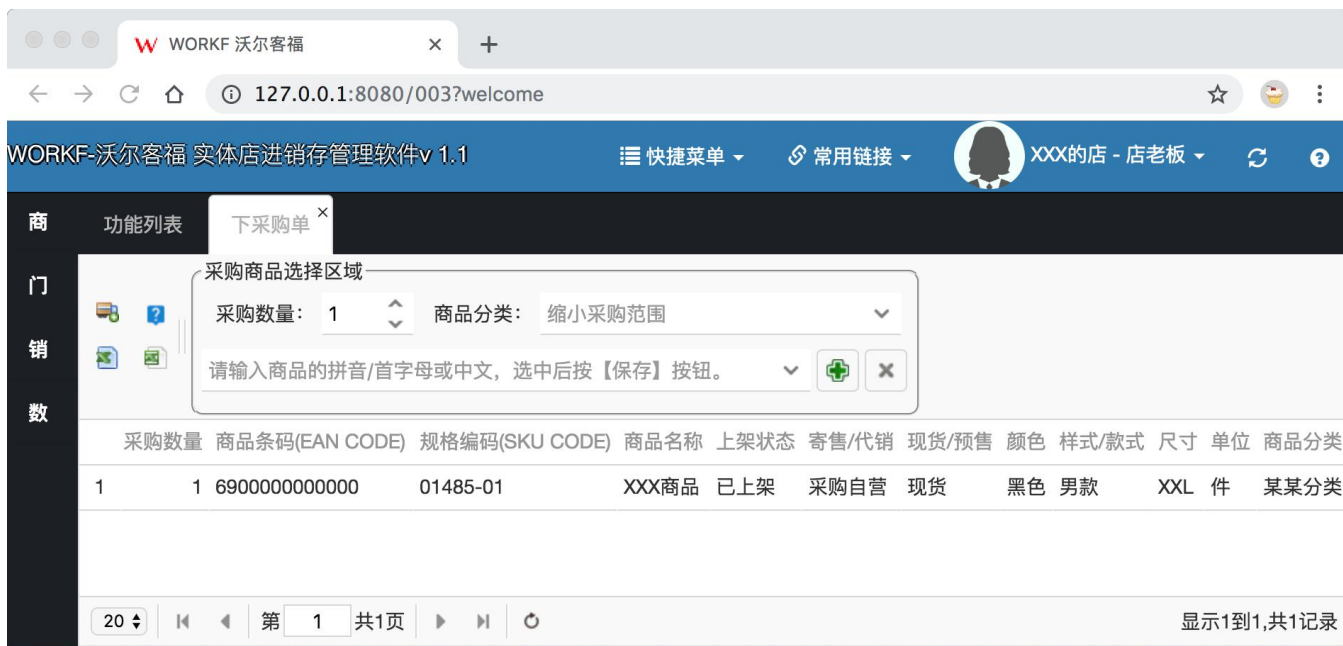 WORKF 沃尔客福
127.0.0.1:8080/003?welcome
WORKF-沃尔客福 实体店进销存管理软件v 1.1 快捷菜单 常用链接 XXX的店 - 店老板
商 功能列表 下采购单
门 采购商品选择区域
采购数量: 1 商品分类: 缩小采购范围
销 请输入商品的拼音/首字母或中文，选中后按【保存】按钮。
数
采购数量 商品条码(EAN CODE) 规格编码(SKU CODE) 商品名称 上架状态 寄售/代销 现货/预售 颜色 样式/款式 尺寸 单位 商品分类
1 1 6900000000000 01485-01 XXX商品 已上架 采购自营 现货 黑色 男款 XXL 件 某某分类
20 第 1 共1页 显示1到1,共1记录